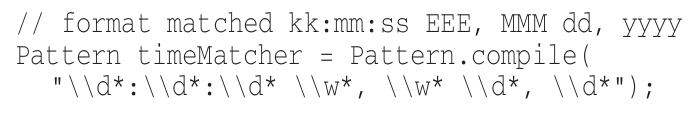 // format matched kk:mm:ss EEE, MMM dd, yyyy
Pattern timeMatcher = Pattern.compile(
"\\d*:\\d*:\\d* \\w*, \\w* \\d*, \\d*");